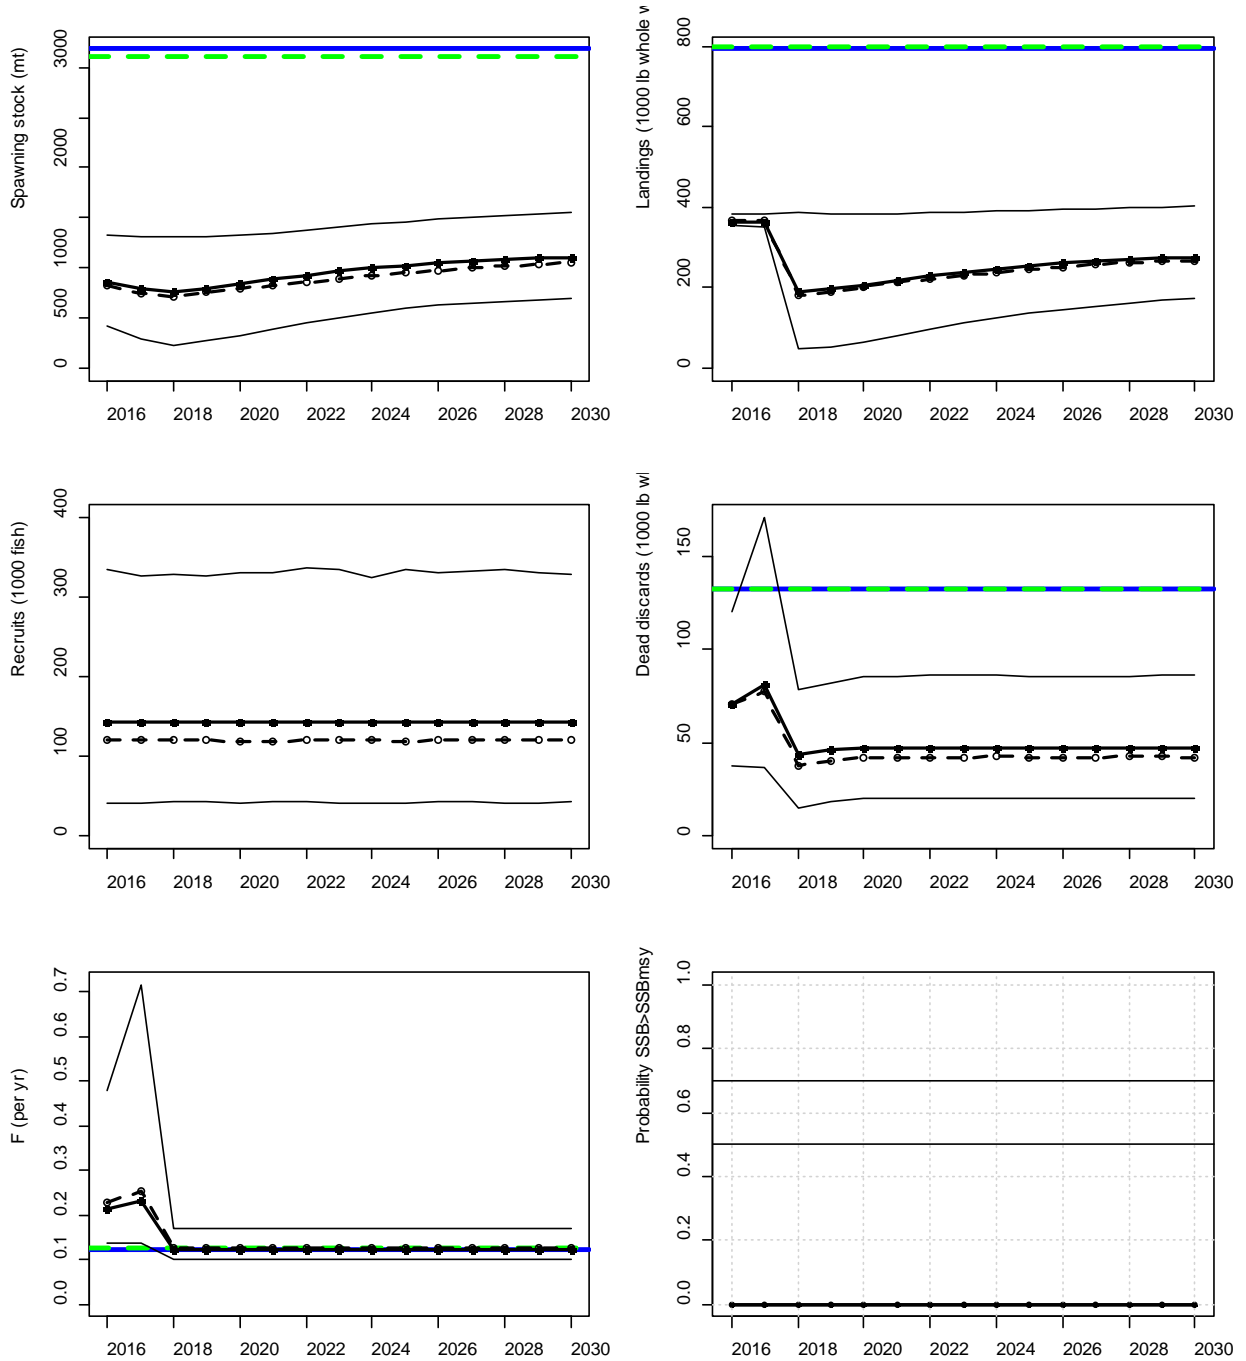 Spawning stock (mt)
0 500 1000 2000 3000
2016 2018 2020 2022 2024 2026 2028 2030
Landings (1000 lb whole w
0 200 400 600 800
2016 2018 2020 2022 2024 2026 2028 2030
Recruits (1000 fish)
0 100 200 300 400
2016 2018 2020 2022 2024 2026 2028 2030
Dead discards (1000 lb w
0 50 100 150
2016 2018 2020 2022 2024 2026 2028 2030
F (per yr)
0.0 0.1 0.2 0.3 0.4 0.5 0.6 0.7
2016 2018 2020 2022 2024 2026 2028 2030
Probability SSB>SSBmsy
0.0 0.2 0.4 0.6 0.8 1.0
2016 2018 2020 2022 2024 2026 2028 2030